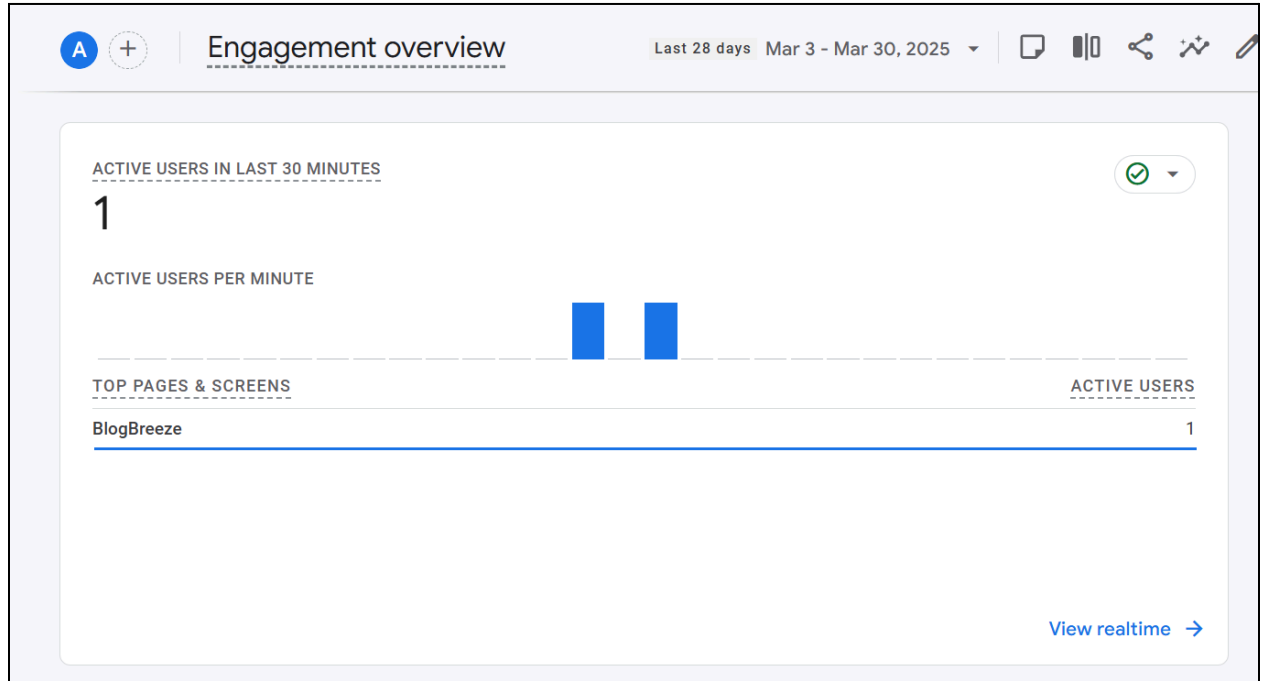 A
Engagement overview
Last 28 days Mar 3 - Mar 30, 2025
ACTIVE USERS IN LAST 30 MINUTES
1
ACTIVE USERS PER MINUTE
TOP PAGES & SCREENS ACTIVE USERS
BlogBreeze 1
View realtime